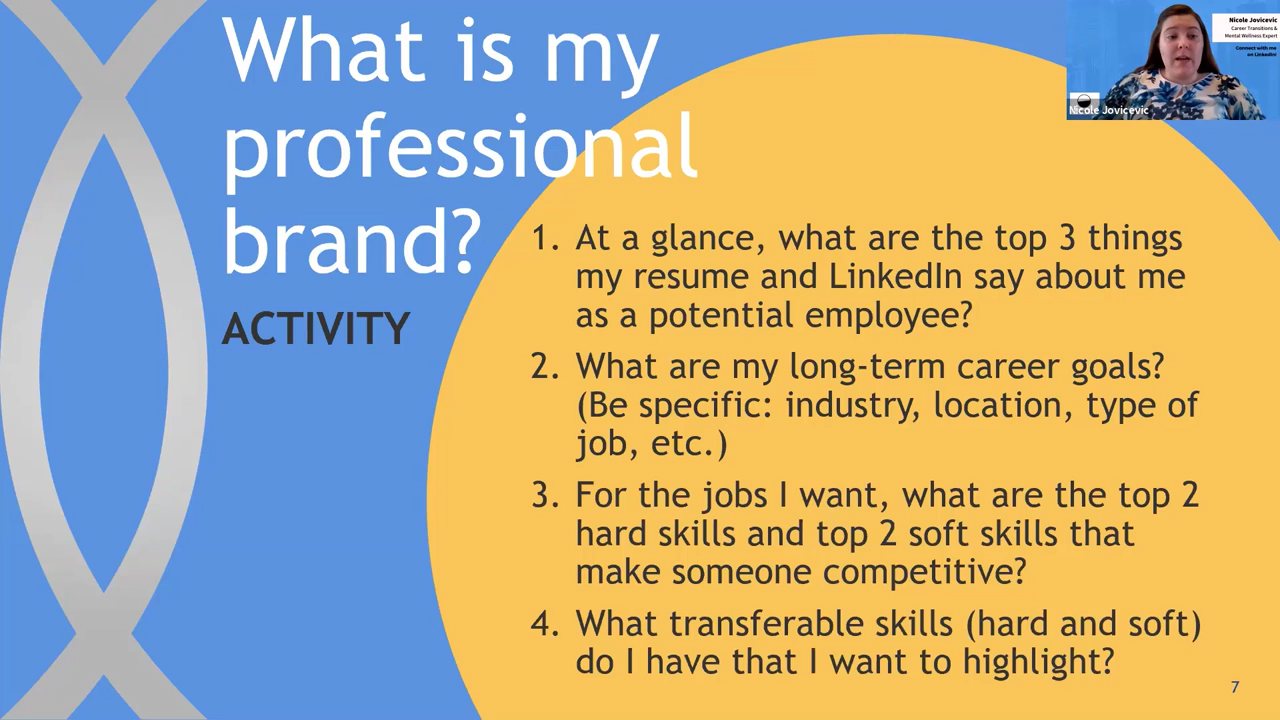 What is my
professional
brand?
ACTIVITY
1. At a glance, what are the top 3 things
my resume and LinkedIn say about me
as a potential employee?
2. What are my long-term career goals?
(Be specific: industry, location, type of
job, etc.)
3. For the jobs I want, what are the top 2
hard skills and top 2 soft skills that
make someone competitive?
4. What transferable skills (hard and soft)
do I have that I want to highlight?
7
Nicole Jovicevic
Career Transitions &
Mental Wellness Expert
Connect with me
on LinkedIn!
Nicole Jovicevic